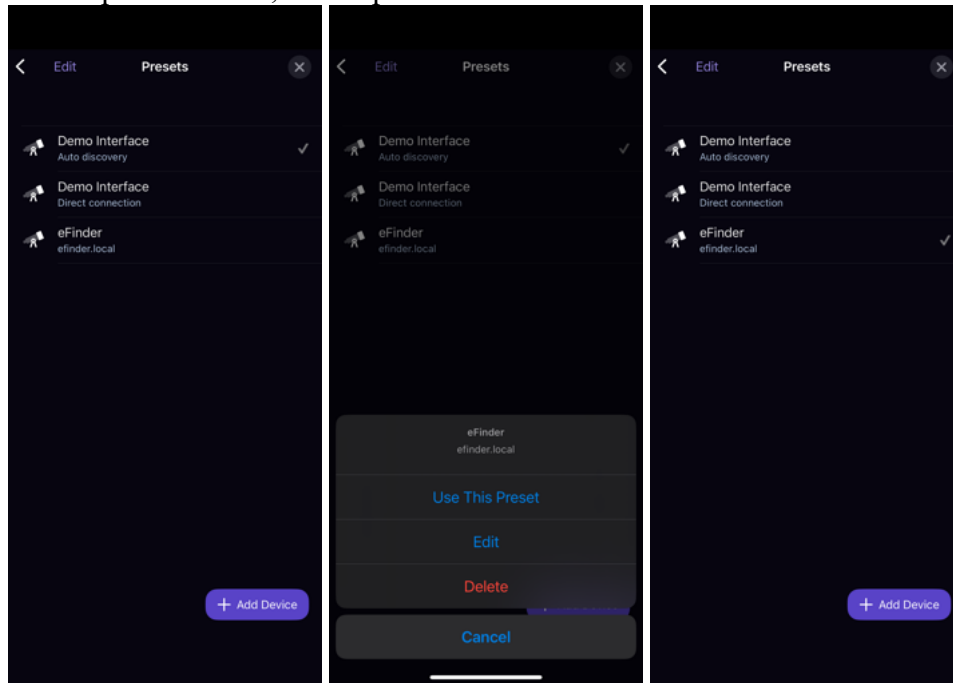 Edit Presets
Demo Interface
Auto discovery
Demo Interface
Direct connection
eFinder
efinder.local
+ Add Device
Edit Presets
Demo Interface
Auto discovery
Demo Interface
Direct connection
eFinder
efinder.local
eFinder
efinder.local
Use This Preset
Edit
Delete
Cancel
Edit Presets
Demo Interface
Auto discovery
Demo Interface
Direct connection
eFinder
efinder.local
+ Add Device